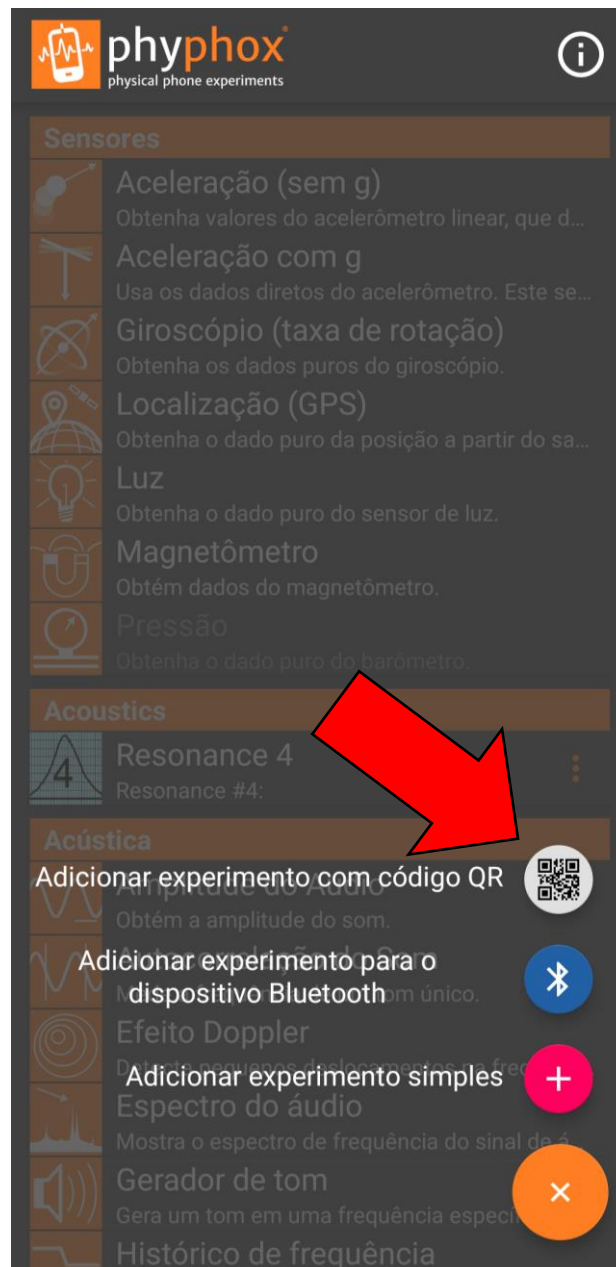 phyphox
physical phone experiments
Sensores
Aceleração (sem g)
Obtenha valores do acelerômetro linear, que d...
Aceleração com g
Usa os dados diretos do acelerômetro. Este se...
Giroscópio (taxa de rotação)
Obtenha os dados puros do giroscópio.
Localização (GPS)
Obtenha o dado puro da posição a partir do sa...
Luz
Obtenha o dado puro do sensor de luz.
Magnetômetro
Obtém dados do magnetômetro.
Pressão
Obtenha o dado puro do barômetro.
Acoustics
4
Resonance 4
Resonance #4:
Acústica
Adicionar experimento com código QR
Amplitude do Áudio
Obtém a amplitude do som.
Adicionar experimento para o
dispositivo Bluetooth
Efeito Doppler
Adicionar experimento simples
Espectro do áudio
Mostra o espectro de frequência do sinal de á...
Gerador de tom
Gera um tom em uma frequência
Histórico de frequência